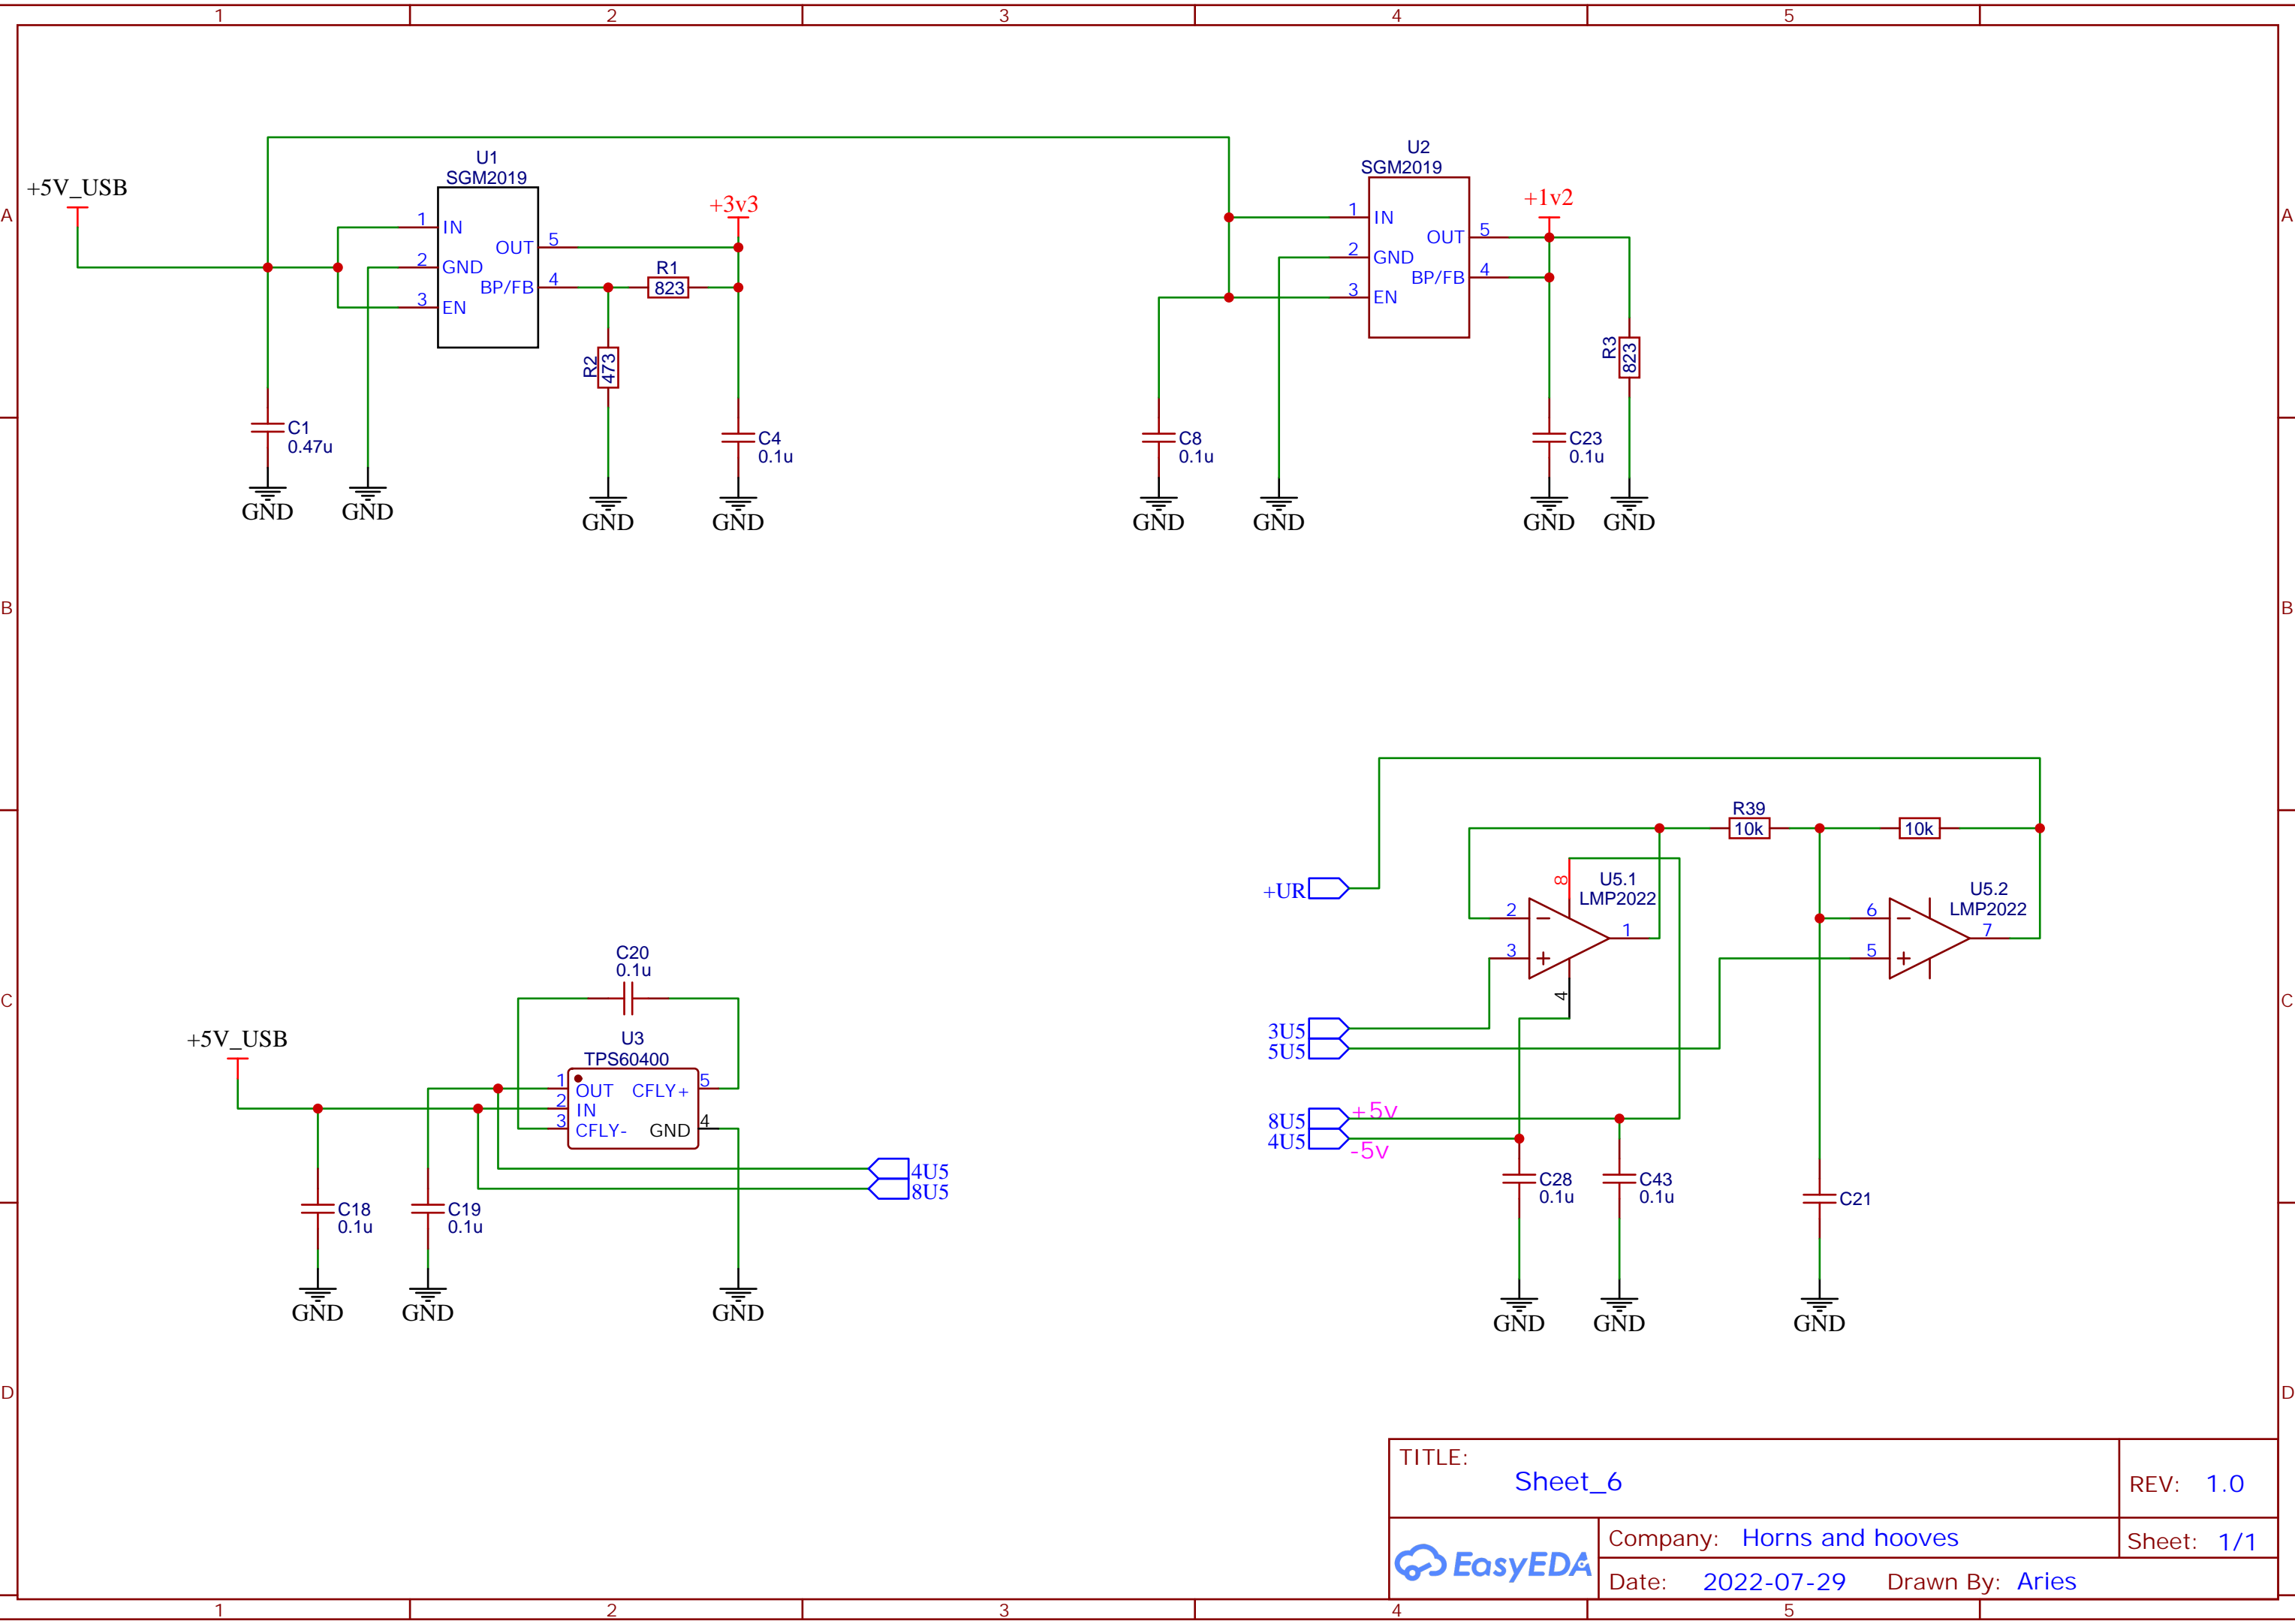 1 2 3 4 5
A A
B B
C C
D D
+5V_USB
U1
SGM2019
1 IN
2 GND
3 EN
OUT 5
BP/FB 4
+3v3
R1
823
R2
473
C1
0.47u
C4
0.1u
GND
GND
GND
GND
U2
SGM2019
1 IN
2 GND
3 EN
OUT 5
BP/FB 4
+1v2
R3
823
C8
0.1u
C23
0.1u
GND
GND
GND
GND
C20
0.1u
U3
TPS60400
+5V_USB
1 OUT
2 IN
3 CFLY-
CFLY+ 5
GND 4
4U5
8U5
C18
0.1u
C19
0.1u
GND
GND
GND
R39
10k
10k
+UR
8
U5.1
LMP2022
2
3
1
4
U5.2
LMP2022
6
5
7
3U5
5U5
8U5 +5v
4U5 -5v
C28
0.1u
C43
0.1u
C21
GND
GND
GND
TITLE:
Sheet_6
REV: 1.0
EasyEDA
Company: Horns and hooves
Sheet: 1/1
Date: 2022-07-29
Drawn By: Aries
1 2 3 4 5